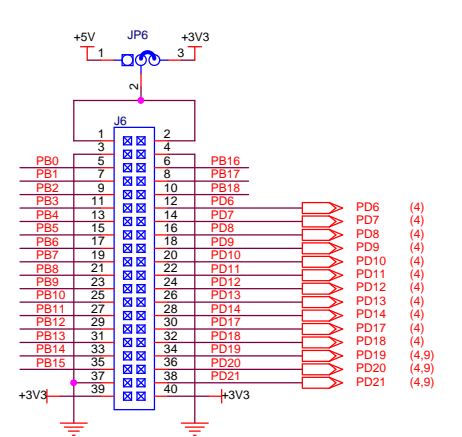 JP6
+5V +3V3
1 3
2
J6
1 2
3 4
PB0 5 6 PB16
PB1 7 8 PB17
PB2 9 10 PB18
PB3 11 12 PD6 PD6 (4)
PB4 13 14 PD7 PD7 (4)
PB5 15 16 PD8 PD8 (4)
PB6 17 18 PD9 PD9 (4)
PB7 19 20 PD10 PD10 (4)
PB8 21 22 PD11 PD11 (4)
PB9 23 24 PD12 PD12 (4)
PB10 25 26 PD13 PD13 (4)
PB11 27 28 PD14 PD14 (4)
PB12 29 30 PD17 PD17 (4)
PB13 31 32 PD18 PD18 (4)
PB14 33 34 PD19 PD19 (4,9)
PB15 35 36 PD20 PD20 (4,9)
37 38 PD21 PD21 (4,9)
+3V3 39 40 +3V3